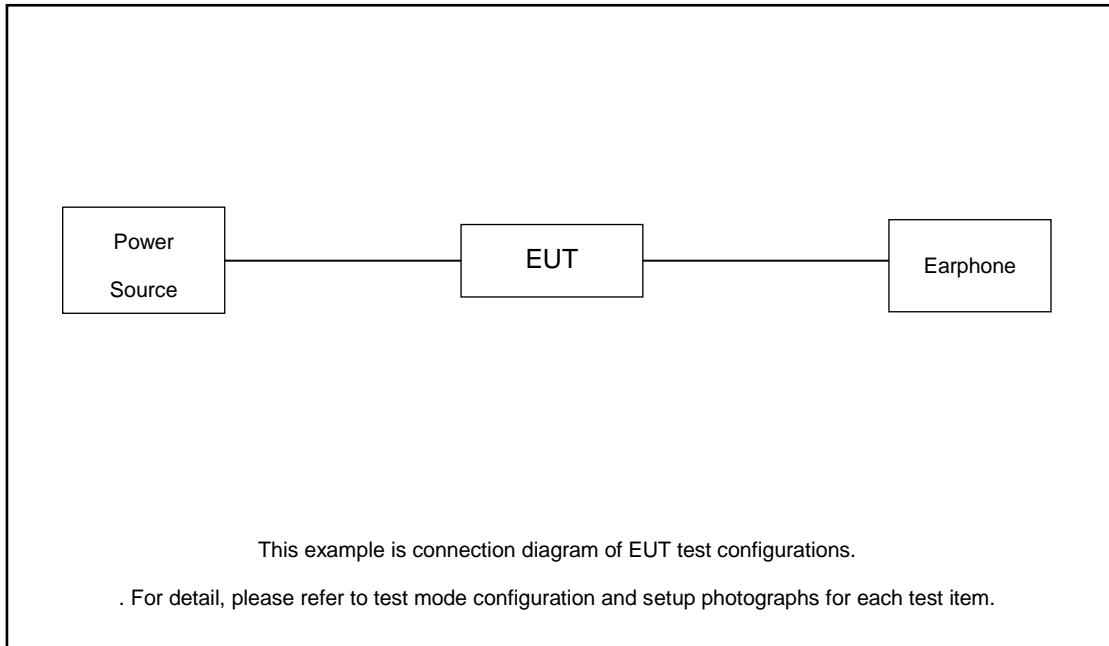 Power
Source
EUT
Earphone
This example is connection diagram of EUT test configurations.
. For detail, please refer to test mode configuration and setup photographs for each test item.